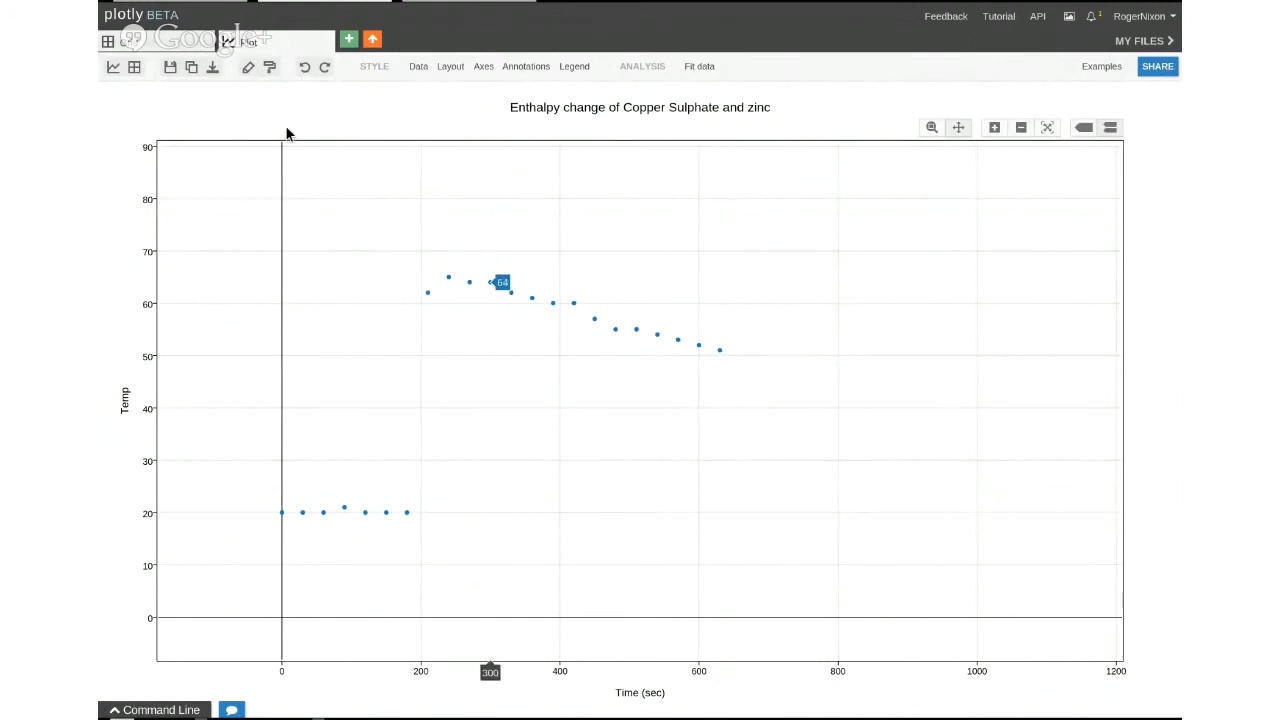 plotly BETA
Feedback Tutorial API 1 RogerNixon
Google+
Plot
MY FILES
STYLE Data Layout Axes Annotations Legend ANALYSIS Fit data Examples SHARE
Enthalpy change of Copper Sulphate and zinc
90
80
70
64
60
50
Temp
40
30
20
10
0
0 200 300 400 600 800 1000 1200
Time (sec)
Command Line